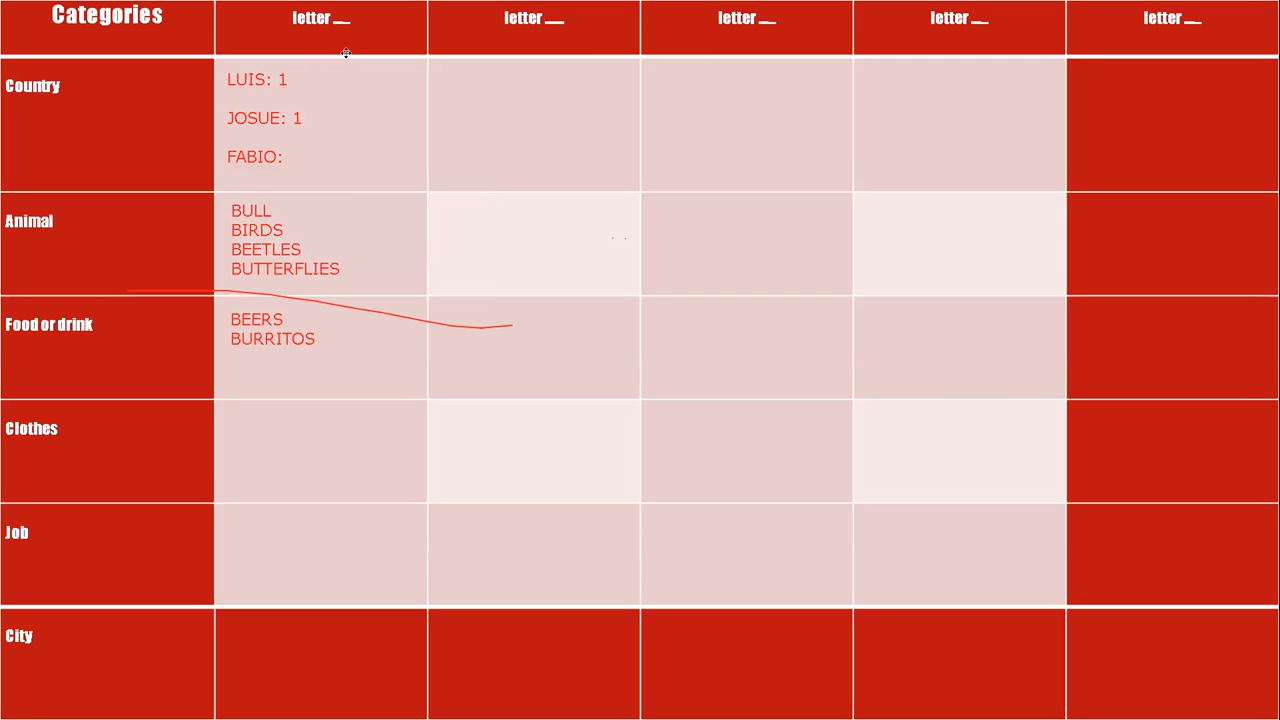 Categories letter __ letter __ letter __ letter __ letter __
Country
LUIS: 1
JOSUE: 1
FABIO:
Animal
BULL
BIRDS
BEETLES
BUTTERFLIES
Food or drink
BEERS
BURRITOS
Clothes
Job
City